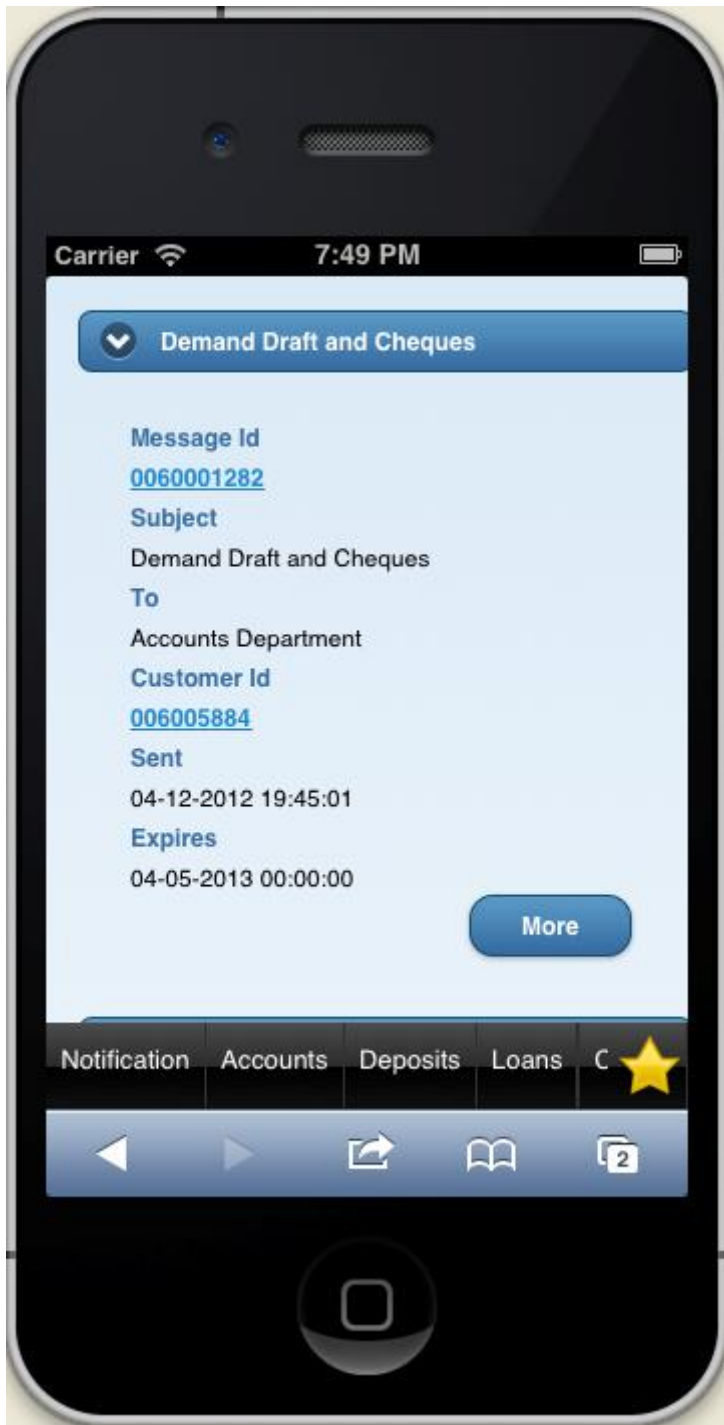 Carrier 7:49 PM
Demand Draft and Cheques
Message Id
0060001282
Subject
Demand Draft and Cheques
To
Accounts Department
Customer Id
006005884
Sent
04-12-2012 19:45:01
Expires
04-05-2013 00:00:00
More
Notification Accounts Deposits Loans C
2